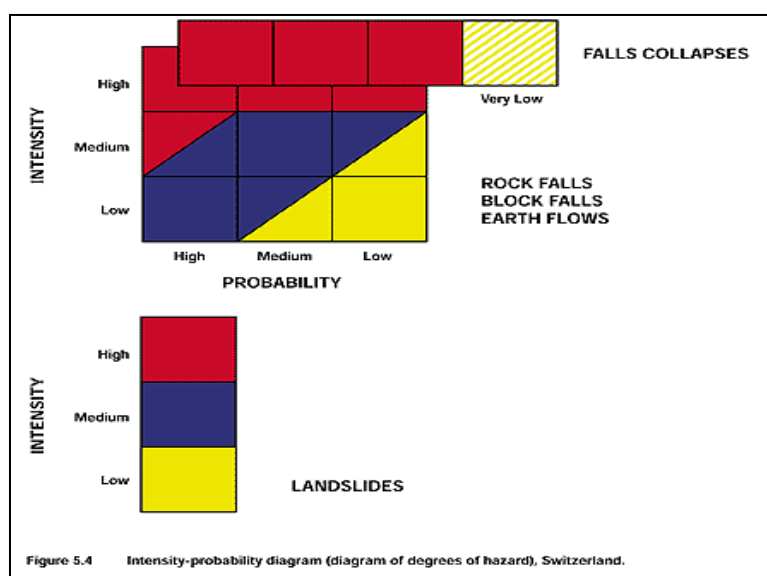 FALLS COLLAPSES
High
Very Low
INTENSITY
Medium
ROCK FALLS
BLOCK FALLS
EARTH FLOWS
Low
High Medium Low
PROBABILITY
High
INTENSITY
Medium
Low
LANDSLIDES
Figure 5.4 Intensity-probability diagram (diagram of degrees of hazard), Switzerland.